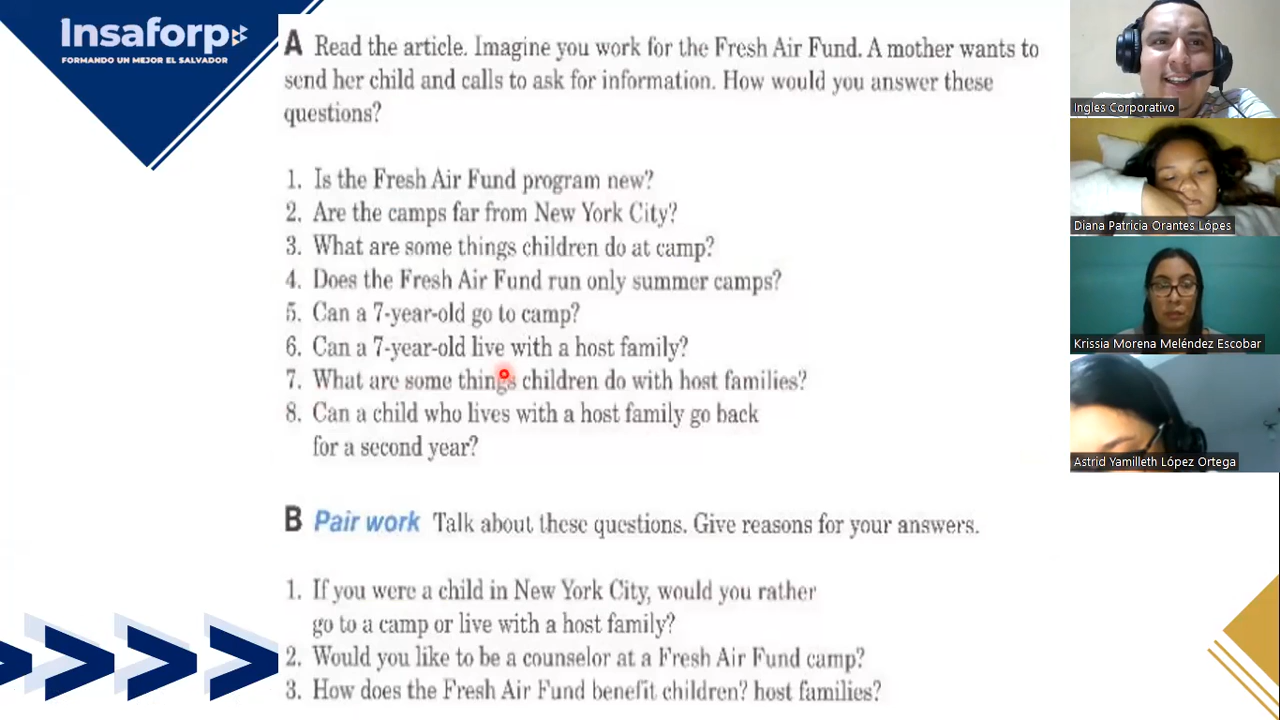 Insaforp
FORMANDO UN MEJOR EL SALVADOR
A Read the article. Imagine you work for the Fresh Air Fund. A mother wants to
send her child and calls to ask for information. How would you answer these
questions?
1. Is the Fresh Air Fund program new?
2. Are the camps far from New York City?
3. What are some things children do at camp?
4. Does the Fresh Air Fund run only summer camps?
5. Can a 7-year-old go to camp?
6. Can a 7-year-old live with a host family?
7. What are some things children do with host families?
8. Can a child who lives with a host family go back
for a second year?
B Pair work Talk about these questions. Give reasons for your answers.
1. If you were a child in New York City, would you rather
go to a camp or live with a host family?
2. Would you like to be a counselor at a Fresh Air Fund camp?
3. How does the Fresh Air Fund benefit children? host families?
Ingles Corporativo
Diana Patricia Orantes Lópes
Krissia Morena Meléndez Escobar
Astrid Yamilleth López Ortega